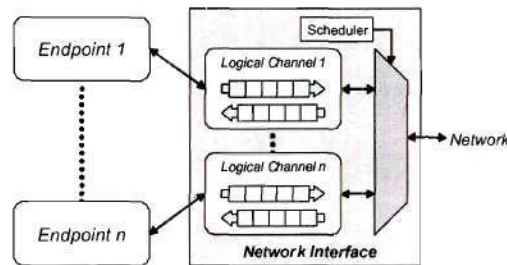 Scheduler
Endpoint 1
Logical Channel 1
Network
Logical Channel n
Endpoint n
Network Interface